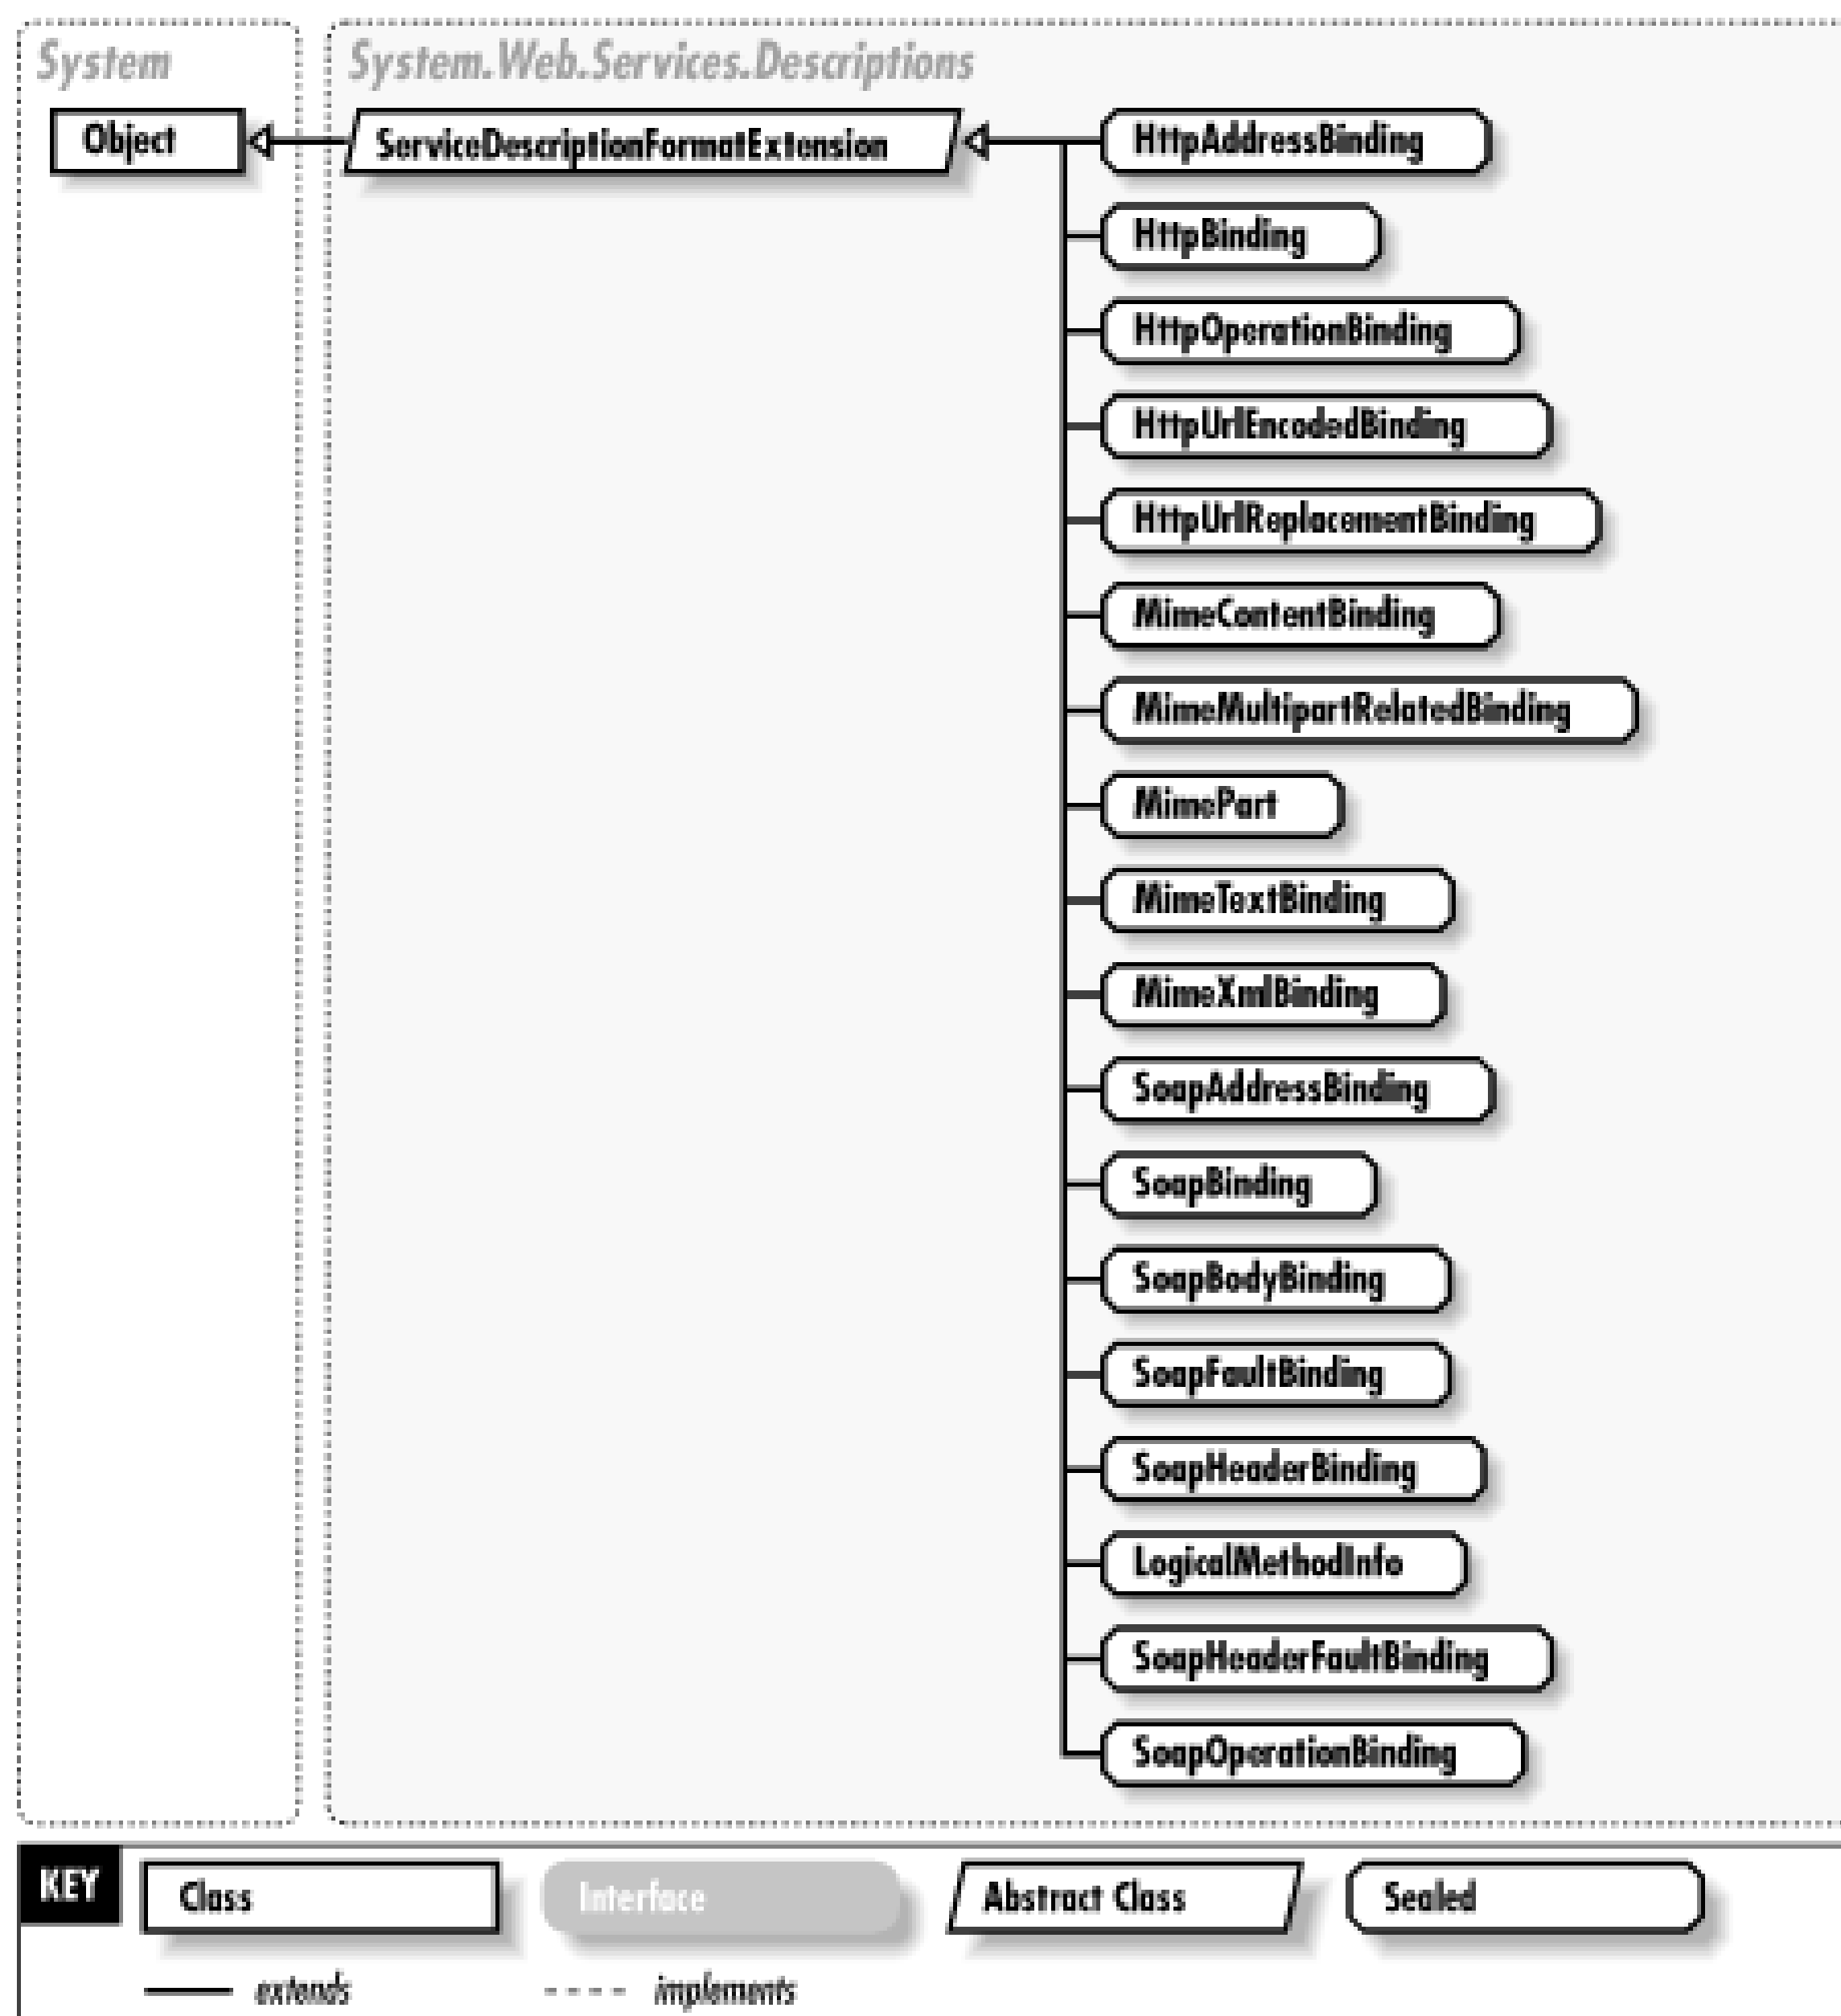 System
System.Web.Services.Descriptions
Object
ServiceDescriptionFormatExtension
HttpAddressBinding
HttpBinding
HttpOperationBinding
HttpUrlEncodedBinding
HttpUrlReplacementBinding
MimeContentBinding
MimeMultipartRelatedBinding
MimePart
MimeTextBinding
MimeXmlBinding
SoapAddressBinding
SoapBinding
SoapBodyBinding
SoapFaultBinding
SoapHeaderBinding
LogicalMethodInfo
SoapHeaderFaultBinding
SoapOperationBinding
KEY
Class
Interface
Abstract Class
Sealed
extends
implements